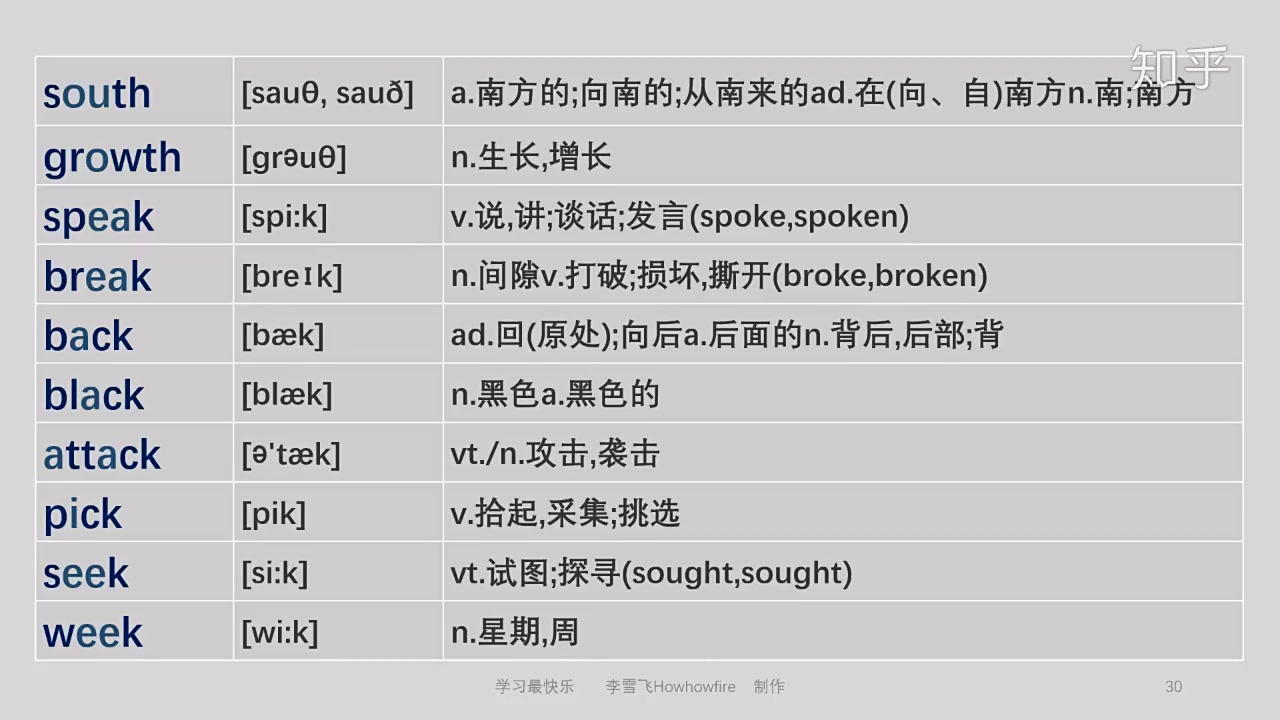 知乎
south [sauθ, sauð] a.南方的;向南的;从南来的ad.在(向、自)南方n.南;南方
growth [grəuθ] n.生长,增长
speak [spi:k] v.说,讲;谈话;发言(spoke,spoken)
break [breɪk] n.间隙v.打破;损坏,撕开(broke,broken)
back [bæk] ad.回(原处);向后a.后面的n.背后,后部;背
black [blæk] n.黑色a.黑色的
attack [ə'tæk] vt./n.攻击,袭击
pick [pik] v.拾起,采集;挑选
seek [si:k] vt.试图;探寻(sought,sought)
week [wi:k] n.星期,周
学习最快乐 李雪飞Howhowfire 制作 30